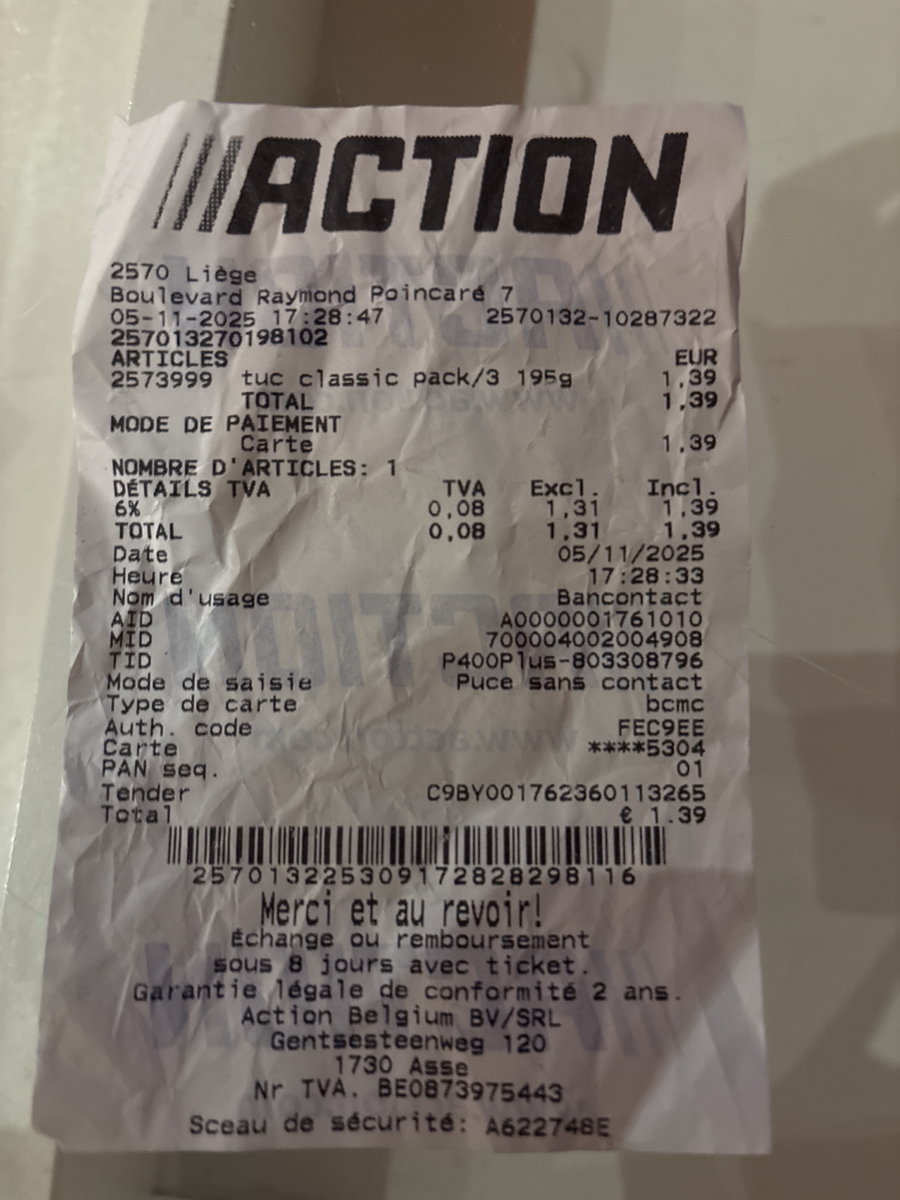 ACTION
2570 Liège
Boulevard Raymond Poincaré 7
05-11-2025 17:28:47 2570132-10287322
257013270198102
ARTICLES EUR
2573999 tuc classic pack/3 195g 1,39
TOTAL 1,39
MODE DE PAIEMENT
Carte 1,39
NOMBRE D'ARTICLES: 1
DÉTAILS TVA TVA Excl. Incl.
6% 0,08 1,31 1,39
TOTAL 0,08 1,31 1,39
Date 05/11/2025
Heure 17:28:33
Nom d'usage Bancontact
AID A0000001761010
MID 700004002004908
TID P400Plus-803308796
Mode de saisie Puce sans contact
Type de carte bcmc
Auth. code FEC9EE
Carte ****5304
PAN seq. 01
Tender C9BY001762360113265
Total € 1.39
257013225309172828298116
Merci et au revoir!
Échange ou remboursement
sous 8 jours avec ticket.
Garantie légale de conformité 2 ans.
Action Belgium BV/SRL
Gentsesteenweg 120
1730 Asse
Nr TVA. BE0873975443
Sceau de sécurité: A622748E